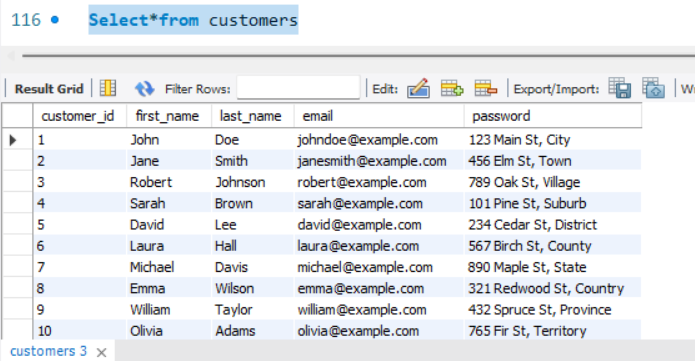 116 Select*from customers
Result Grid Filter Rows: Edit: Export/Import:
customer_id first_name last_name email password
1 John Doe johndoe@example.com 123 Main St, City
2 Jane Smith janesmith@example.com 456 Elm St, Town
3 Robert Johnson robert@example.com 789 Oak St, Village
4 Sarah Brown sarah@example.com 101 Pine St, Suburb
5 David Lee david@example.com 234 Cedar St, District
6 Laura Hall laura@example.com 567 Birch St, County
7 Michael Davis michael@example.com 890 Maple St, State
8 Emma Wilson emma@example.com 321 Redwood St, Country
9 William Taylor william@example.com 432 Spruce St, Province
10 Olivia Adams olivia@example.com 765 Fir St, Territory
customers 3